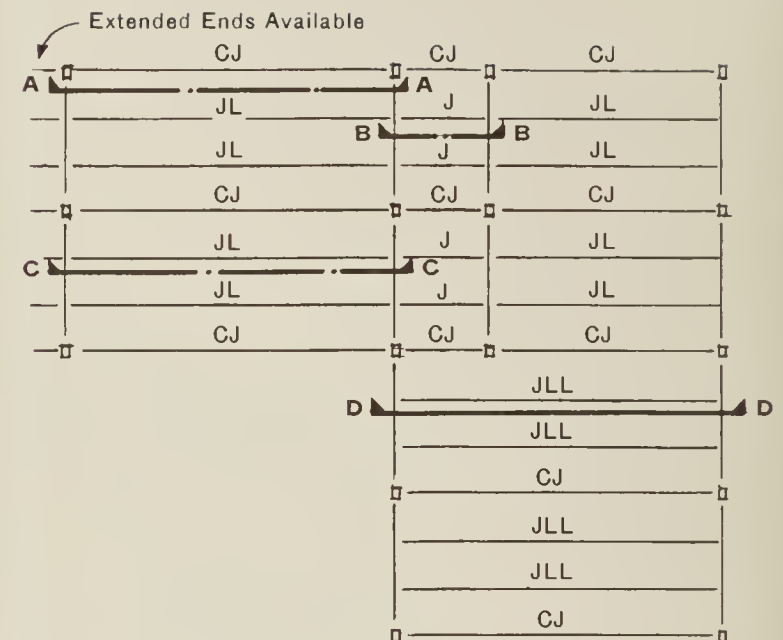 Extended Ends Available
CJ CJ CJ
A A
JL J JL
B B
JL J JL
CJ CJ CJ
JL J JL
C C
JL J JL
CJ CJ CJ
JLL
D D
JLL
CJ
JLL
JLL
CJ